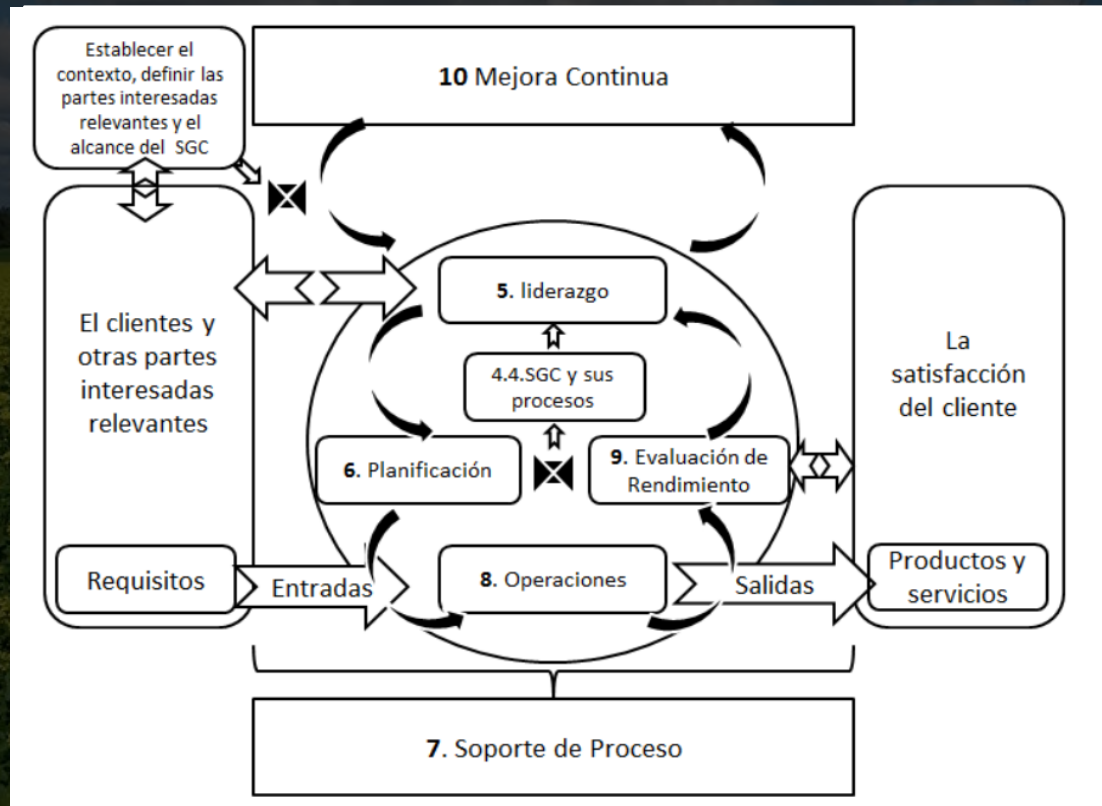 Establecer el
contexto, definir las
partes interesadas
relevantes y el
alcance del SGC
10 Mejora Continua
El clientes y
otras partes
interesadas
relevantes
Requisitos
Entradas
5. liderazgo
4.4.SGC y sus
procesos
6. Planificación
9. Evaluación de
Rendimiento
8. Operaciones
Salidas
La
satisfacción
del cliente
Productos y
servicios
7. Soporte de Proceso